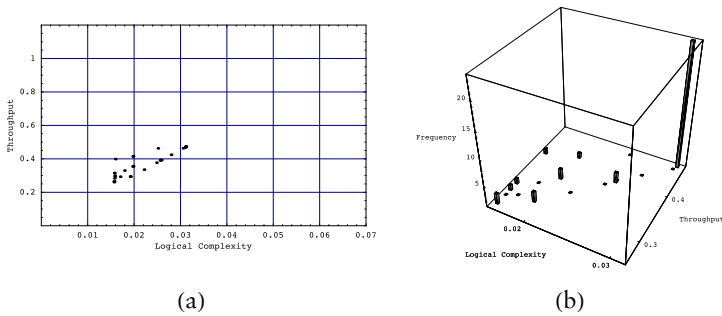 1
0.8
0.6
0.4
0.2
Throughput
0.01 0.02 0.03 0.04 0.05 0.06 0.07
Logical Complexity
(a)
20
15
10
5
Frequency
0.02
0.03
Logical Complexity
0.3
0.4
Throughput
(b)